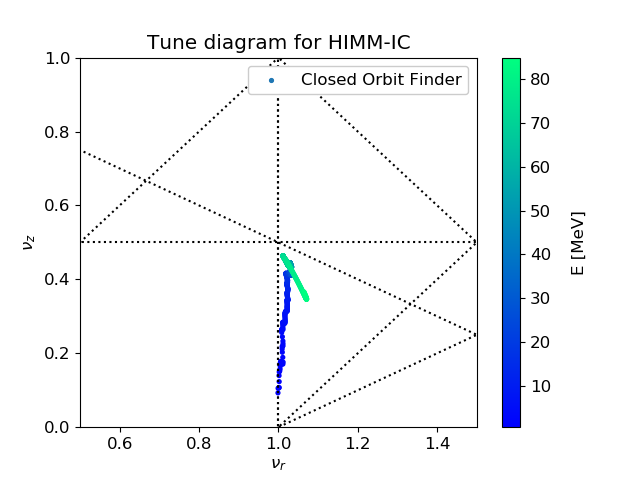 Tune diagram for HIMM-IC
Closed Orbit Finder
1.0
0.8
0.6
0.4
0.2
0.0
νz
0.6 0.8 1.0 1.2 1.4
νr
80
70
60
50
40
30
20
10
E [MeV]